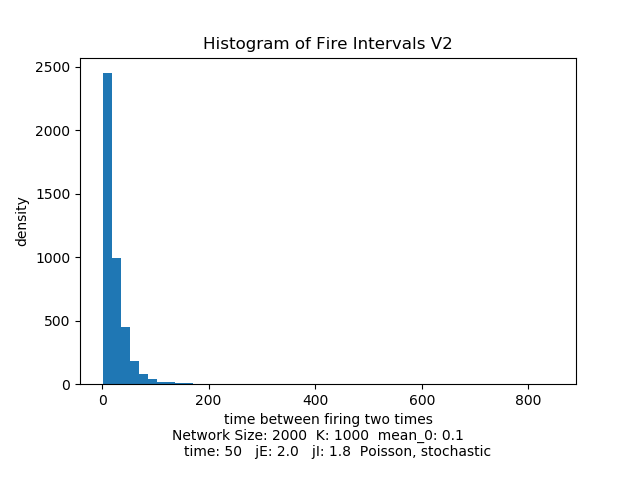 Histogram of Fire Intervals V2
2500
2000
1500
1000
500
0
density
0 200 400 600 800
time between firing two times
Network Size: 2000  K: 1000  mean_0: 0.1
time: 50   jE: 2.0   jI: 1.8  Poisson, stochastic